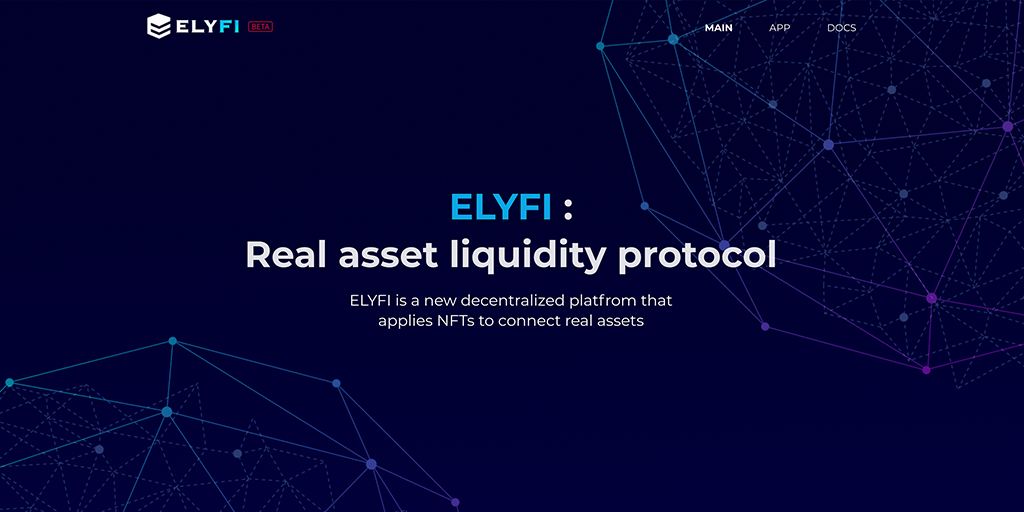 ELYFI BETA
MAIN APP DOCS
ELYFI :
Real asset liquidity protocol
ELYFI is a new decentralized platfrom that
applies NFTs to connect real assets